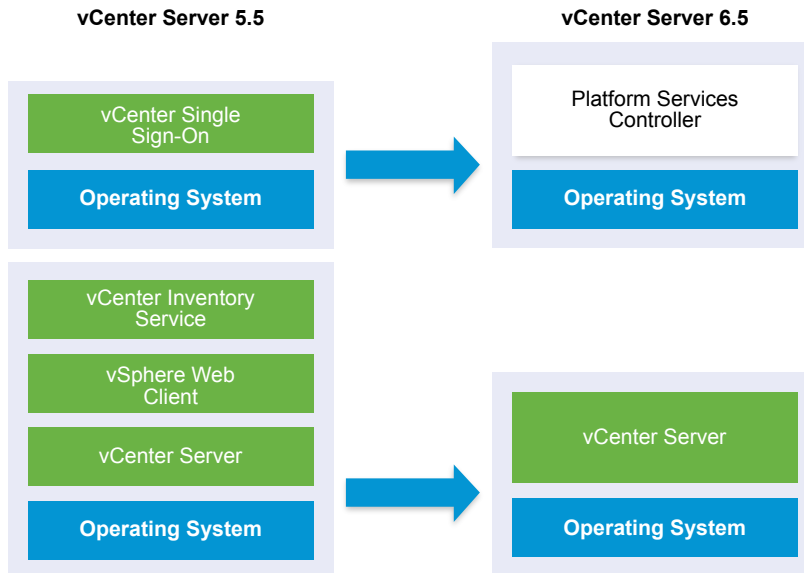 vCenter Server 5.5
vCenter Server 6.5
vCenter Single
Sign-On
Operating System
Platform Services
Controller
Operating System
vCenter Inventory
Service
vSphere Web
Client
vCenter Server
Operating System
vCenter Server
Operating System